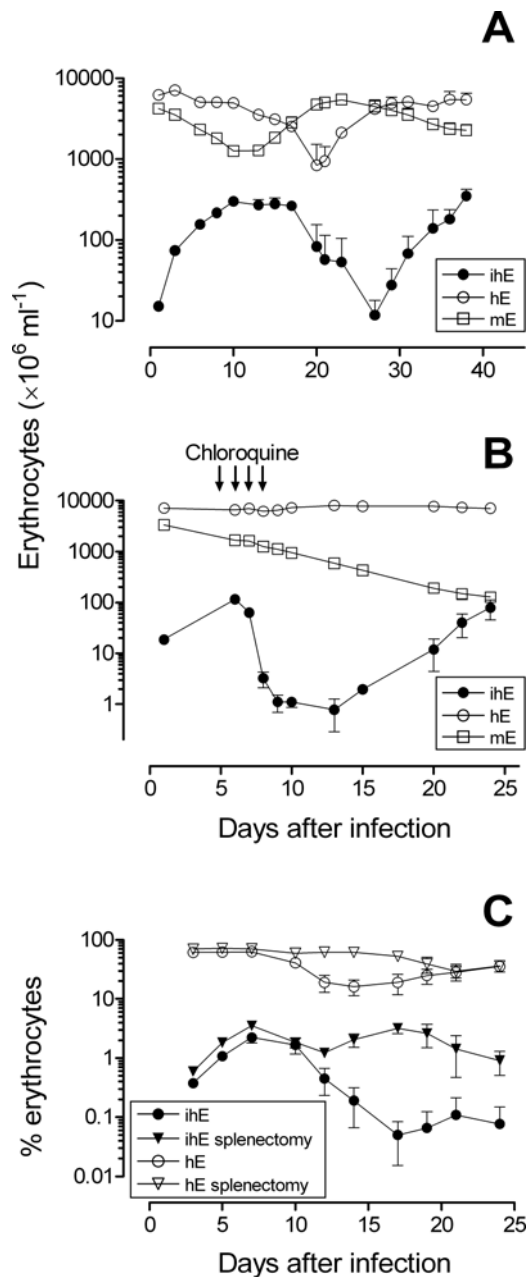 A
Erythrocytes (×10⁶ ml⁻¹)
10000
1000
100
10
0 10 20 30 40
ihE
hE
mE
B
Chloroquine
10000
1000
100
10
1
0 5 10 15 20 25
ihE
hE
mE
Days after infection
C
% erythrocytes
100
10
1
0.1
0.01
0 5 10 15 20 25
ihE
ihE splenectomy
hE
hE splenectomy
Days after infection